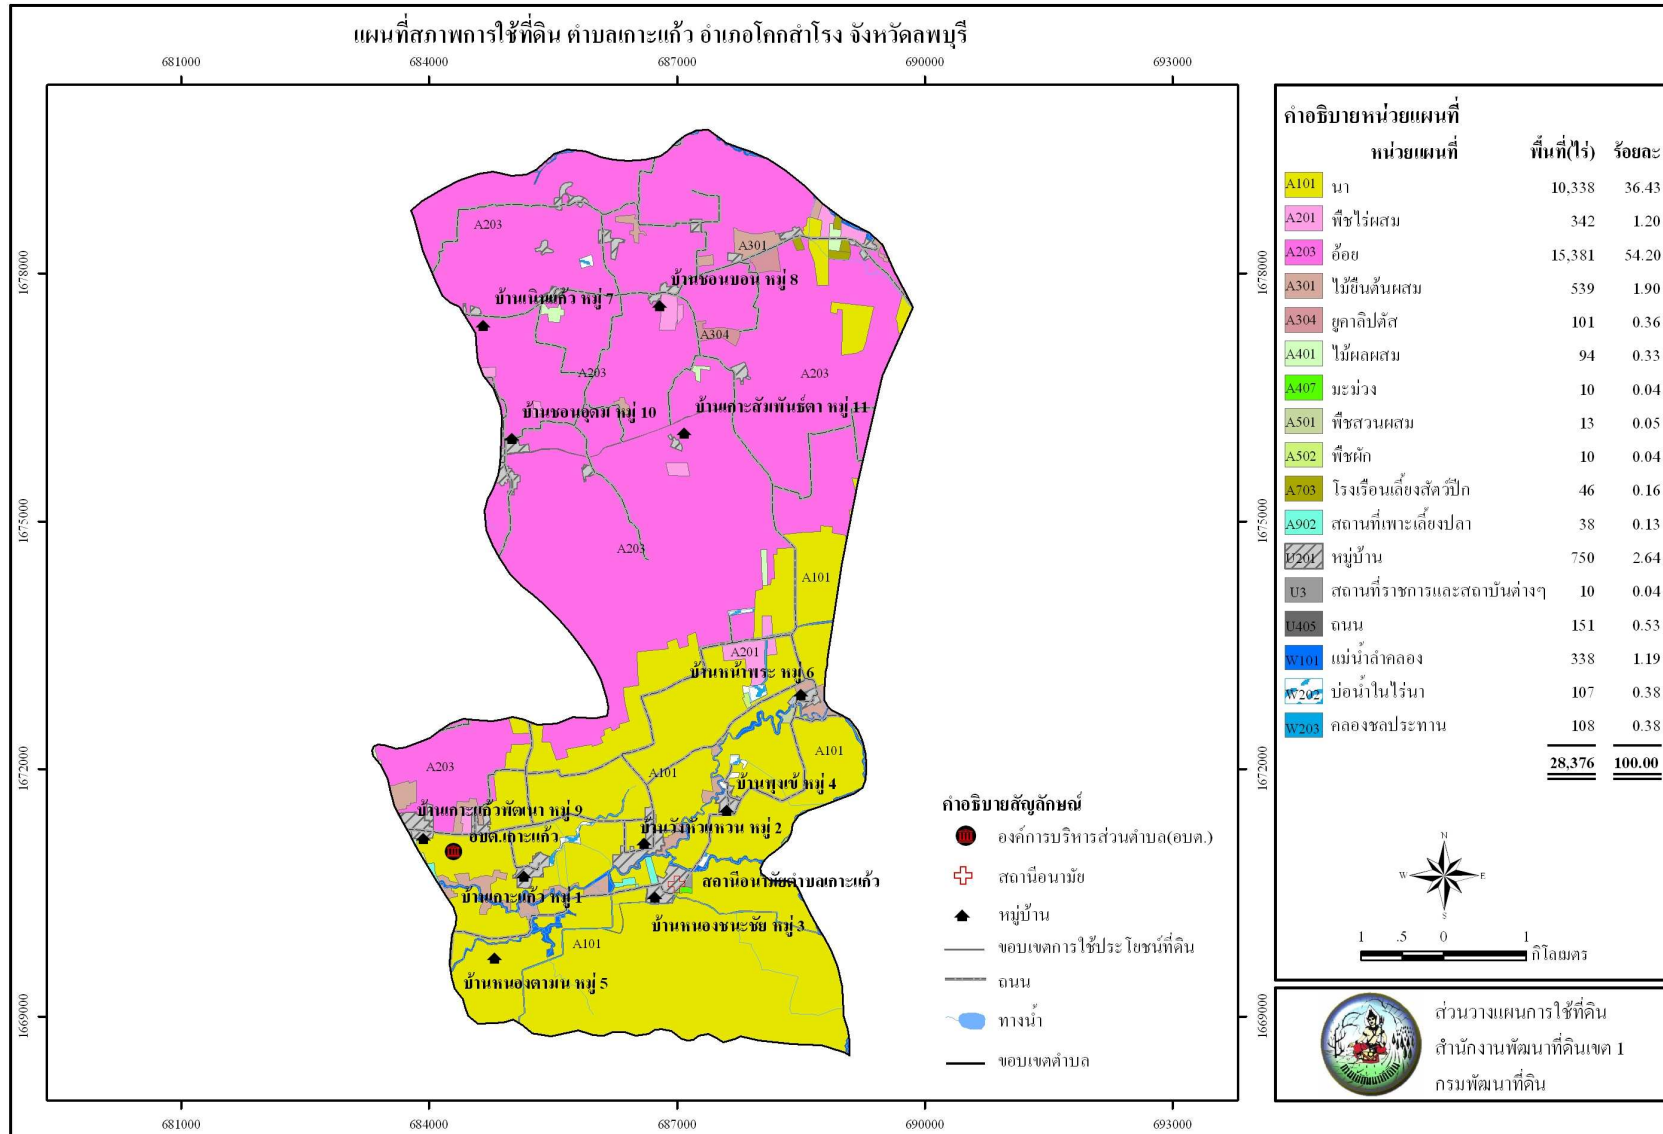 แผนที่สภาพการใช้ที่ดิน ตำบลเกาะแก้ว อำเภอโคกสำโรง จังหวัดลพบุรี
681000 684000 687000 690000 693000
1678000 1678000
1675000 1675000
1672000 1672000
1669000 1669000
681000 684000 687000 690000 693000
A203
A301
บ้านชอนบอน หมู่ 8
บ้านเนินแก้ว หมู่ 7
A304
A203
A203
บ้านชอนอุดม หมู่ 10
บ้านเกาะสัมพันธ์ตา หมู่ 11
A203
A101
A201
บ้านหน้าพระ หมู่ 6
A101
A203
A101
บ้านพุงเข้ หมู่ 4
บ้านเกาะแก้วพัฒนา หมู่ 9
อบต.เกาะแก้ว
บ้านวังหัวแหวน หมู่ 2
สถานีอนามัยตำบลเกาะแก้ว
บ้านเกาะแก้ว หมู่ 1
บ้านหนองชนะชัย หมู่ 3
A101
บ้านหนองตามน หมู่ 5
คำอธิบายสัญลักษณ์
องค์การบริหารส่วนตำบล(อบต.)
สถานีอนามัย
หมู่บ้าน
ขอบเขตการใช้ประโยชน์ที่ดิน
ถนน
ทางน้ำ
ขอบเขตตำบล
คำอธิบายหน่วยแผนที่
หน่วยแผนที่ พื้นที่(ไร่) ร้อยละ
A101 นา 10,338 36.43
A201 พืชไร่ผสม 342 1.20
A203 อ้อย 15,381 54.20
A301 ไม้ยืนต้นผสม 539 1.90
A304 ยูคาลิปตัส 101 0.36
A401 ไม้ผลผสม 94 0.33
A407 มะม่วง 10 0.04
A501 พืชสวนผสม 13 0.05
A502 พืชผัก 10 0.04
A703 โรงเรือนเลี้ยงสัตว์ปีก 46 0.16
A902 สถานที่เพาะเลี้ยงปลา 38 0.13
U201 หมู่บ้าน 750 2.64
U3 สถานที่ราชการและสถาบันต่างๆ 10 0.04
U405 ถนน 151 0.53
W101 แม่น้ำลำคลอง 338 1.19
W202 บ่อน้ำในไร่นา 107 0.38
W203 คลองชลประทาน 108 0.38
28,376 100.00
N
W E
S
1 .5 0 1
กิโลเมตร
ส่วนวางแผนการใช้ที่ดิน
สำนักงานพัฒนาที่ดินเขต 1
กรมพัฒนาที่ดิน
กรมพัฒนาที่ดิน